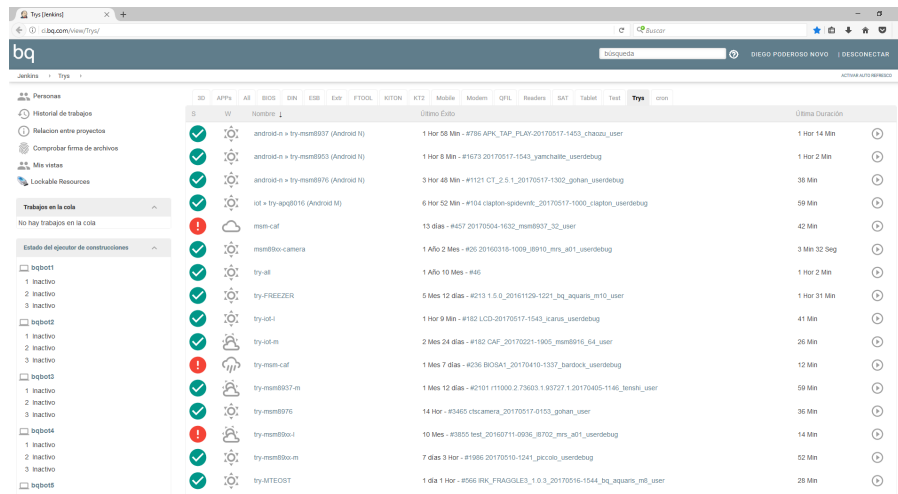 Trys [Jenkins]
ci.bq.com/view/Trys/
Buscar
bq
búsqueda
DIEGO PODEROSO NOVO | DESCONECTAR
Jenkins › Trys ›
ACTIVAR AUTO REFRESCO
Personas
Historial de trabajos
Relacion entre proyectos
Comprobar firma de archivos
Mis vistas
Lockable Resources
Trabajos en la cola
No hay trabajos en la cola
Estado del ejecutor de construcciones
bqbot1
1 Inactivo
2 Inactivo
3 Inactivo
bqbot2
1 Inactivo
2 Inactivo
3 Inactivo
bqbot3
1 Inactivo
2 Inactivo
3 Inactivo
bqbot4
1 Inactivo
2 Inactivo
3 Inactivo
bqbot5
3D APPs All BIOS DIN ESB Extr FTOOL KITON KT2 Mobile Modem QFIL Readers SAT Tablet Test Trys cron
S W Nombre ↓ Último Éxito Última Duración
android-n » try-msm8937 (Android N) 1 Hor 58 Min - #786 APK_TAP_PLAY-20170517-1453_chaozu_user 1 Hor 14 Min
android-n » try-msm8953 (Android N) 1 Hor 8 Min - #1673 20170517-1543_yamchalite_userdebug 1 Hor 2 Min
android-n » try-msm8976 (Android N) 3 Hor 48 Min - #1121 CT_2.5 1_20170517-1302_gohan_userdebug 38 Min
iot » try-apq8016 (Android M) 6 Hor 52 Min - #104 clapton-spidevnfc_20170517-1000_clapton_userdebug 59 Min
msm-caf 13 días - #457 20170504-1632_msm8937_32_user 42 Min
msm89xx-camera 1 Año 2 Mes - #26 20160318-1009_l8910_mrs_a01_userdebug 3 Min 32 Seg
try-all 1 Año 10 Mes - #46 1 Hor 2 Min
try-FREEZER 5 Mes 12 días - #213 1.5.0_20161129-1221_bq_aquaris_m10_user 1 Hor 31 Min
try-iot-l 1 Hor 9 Min - #182 LCD-20170517-1543_icarus_userdebug 41 Min
try-iot-m 2 Mes 24 días - #182 CAF_20170221-1905_msm8916_64_user 26 Min
try-msm-caf 1 Mes 7 días - #236 BIOSA1_20170410-1337_bardock_userdebug 12 Min
try-msm8937-m 1 Mes 12 días - #2101 r11000.2.73603.1.93727.1.20170405-1146_tenshi_user 59 Min
try-msm8976 14 Hor - #3465 ctscamera_20170517-0153_gohan_user 36 Min
try-msm89xx-l 10 Mes - #3855 test_20160711-0936_l8702_mrs_a01_userdebug 14 Min
try-msm89xx-m 7 días 3 Hor - #1986 20170510-1241_piccolo_userdebug 52 Min
try-MTEOST 1 día 1 Hor - #566 IRK_FRAGGLE3_1.0.3_20170516-1544_bq_aquaris_m8_user 28 Min